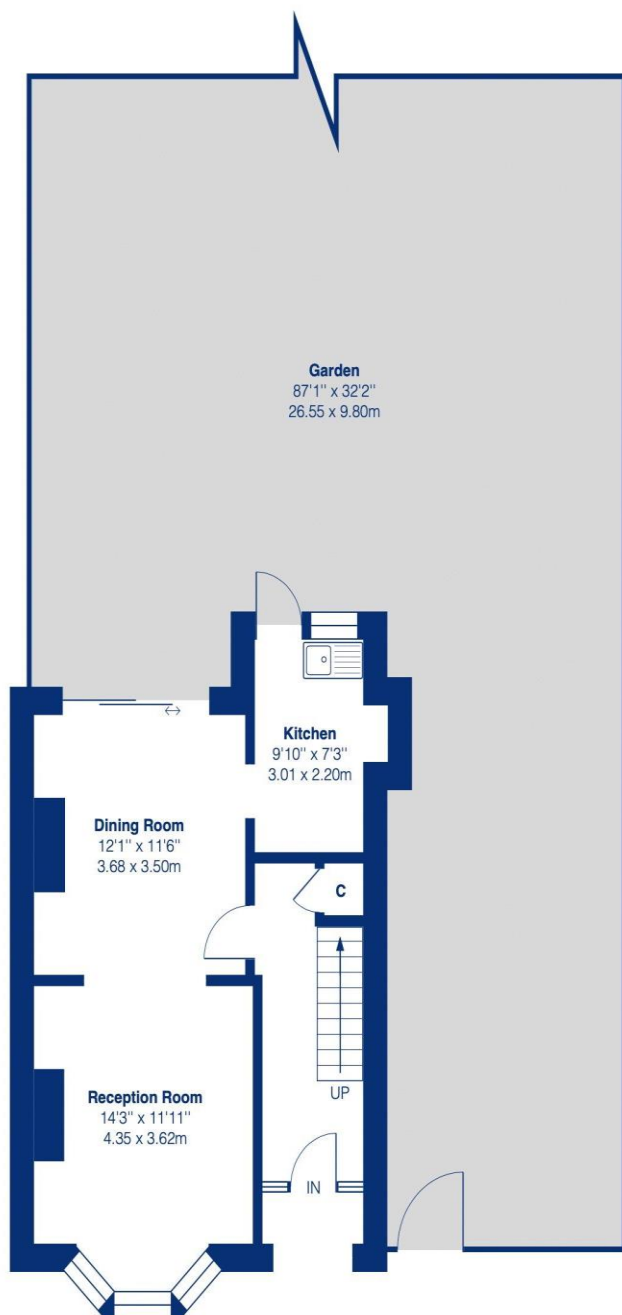 Garden
87'1'' x 32'2''
26.55 x 9.80m
Kitchen
9'10'' x 7'3''
3.01 x 2.20m
Dining Room
12'1'' x 11'6''
3.68 x 3.50m
C
Reception Room
14'3'' x 11'11''
4.35 x 3.62m
UP
IN